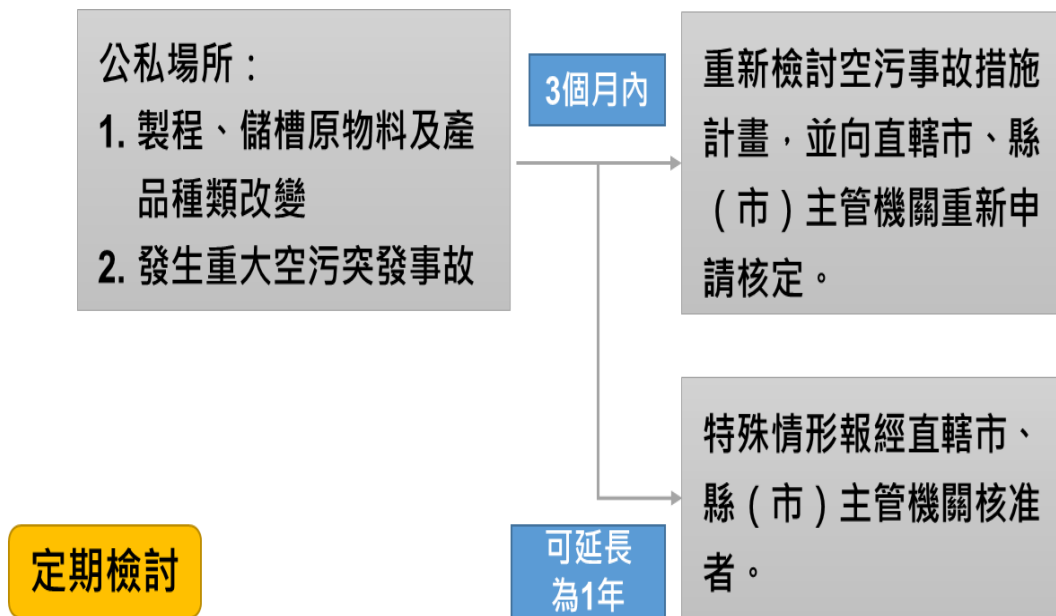 公私場所：
1. 製程、儲槽原物料及產
品種類改變
2. 發生重大空污突發事故
3個月內
重新檢討空污事故措施
計畫，並向直轄市、縣
（市）主管機關重新申
請核定。
特殊情形報經直轄市、
縣（市）主管機關核准
者。
可延長
為1年
定期檢討